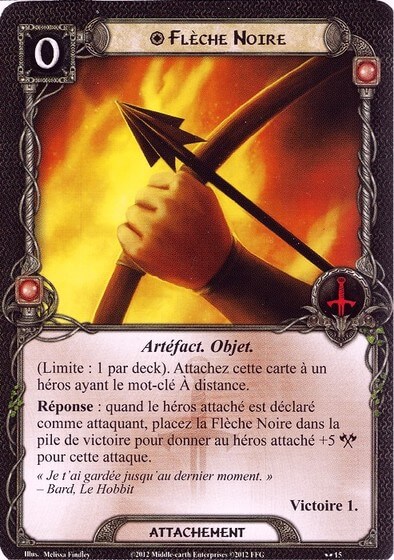 0
Flèche Noire
Artéfact. Objet.
(Limite : 1 par deck). Attachez cette carte à un
héros ayant le mot-clé À distance.
Réponse : quand le héros attaché est déclaré
comme attaquant, placez la Flèche Noire dans la
pile de victoire pour donner au héros attaché +5
pour cette attaque.
« Je t'ai gardée jusqu'au dernier moment. »
– Bard, Le Hobbit
Victoire 1.
ATTACHEMENT
Illus. Melissa Findley ©2012 Middle-earth Enterprises ©2012 FFG 15